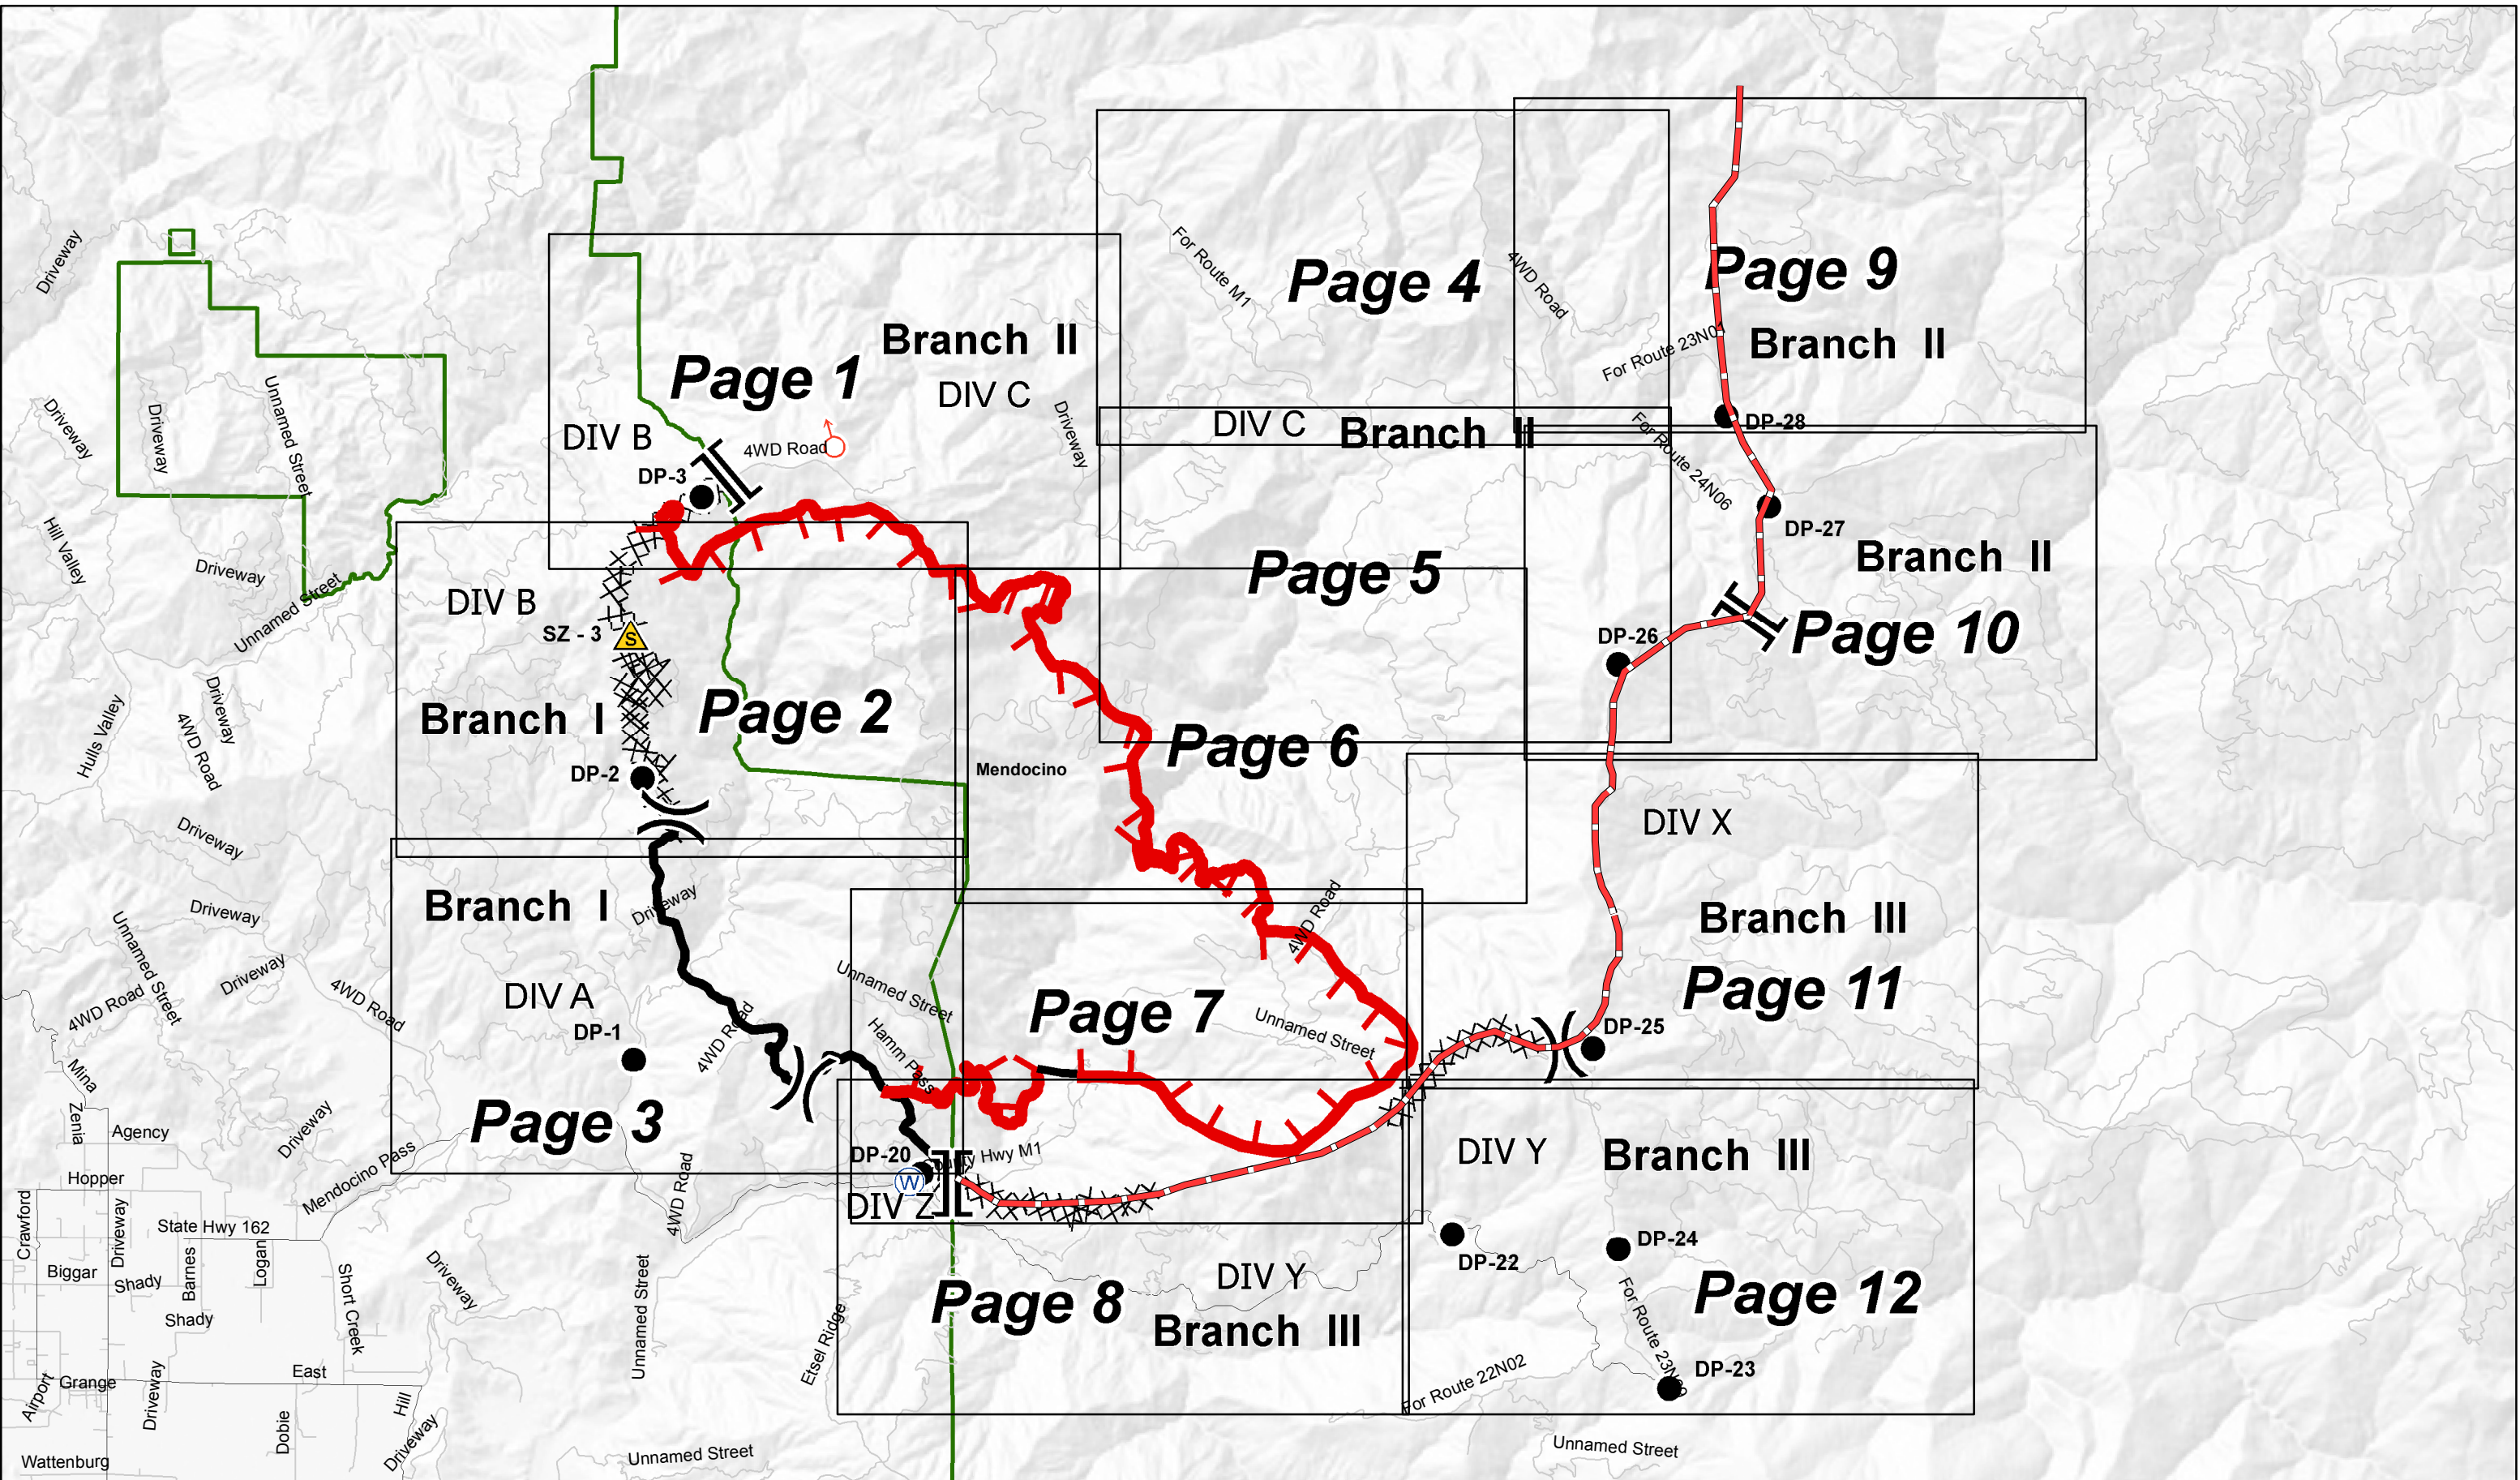 Driveway
For Route M1
4WD Road
Page 4
Page 9
For Route 23N0
Branch II
Branch II
Page 1
DIV C
Driveway
Driveway
Unnamed Street
Driveway
DIV B
4WD Road
DIV C
Branch II
DP-28
DP-3
For Route 24N06
DP-27
Hill Valley
Driveway
Unnamed Street
Branch II
Page 5
DIV B
SZ - 3
S
DP-26
Page 10
Hulls Valley
Driveway
4WD Road
Branch I
Page 2
Page 6
DP-2
Mendocino
DIV X
Driveway
Driveway
Branch I
Driveway
4WD Road
Branch III
Unnamed Street
4WD Road
Driveway
4WD Road
DIV A
DP-1
4WD Road
Unnamed Street
Hamm Pass
Page 7
Unnamed Street
Page 11
DP-25
Mina
Zenia
Agency
Driveway
Page 3
Hopper
Mendocino Pass
4WD Road
DP-20
County Hwy M1
W
DIV Z
DIV Y
Branch III
Crawford
Driveway
State Hwy 162
Barnes
Logan
Biggar
Shady
Shady
Short Creek
Driveway
Unnamed Street
Etsel Ridge
DIV Y
Page 8
Branch III
DP-22
DP-24
Page 12
For Route 23N
DP-23
For Route 22N02
Airport
Grange
Driveway
East
Hill
Dobie
Driveway
Wattenburg
Unnamed Street
Unnamed Street